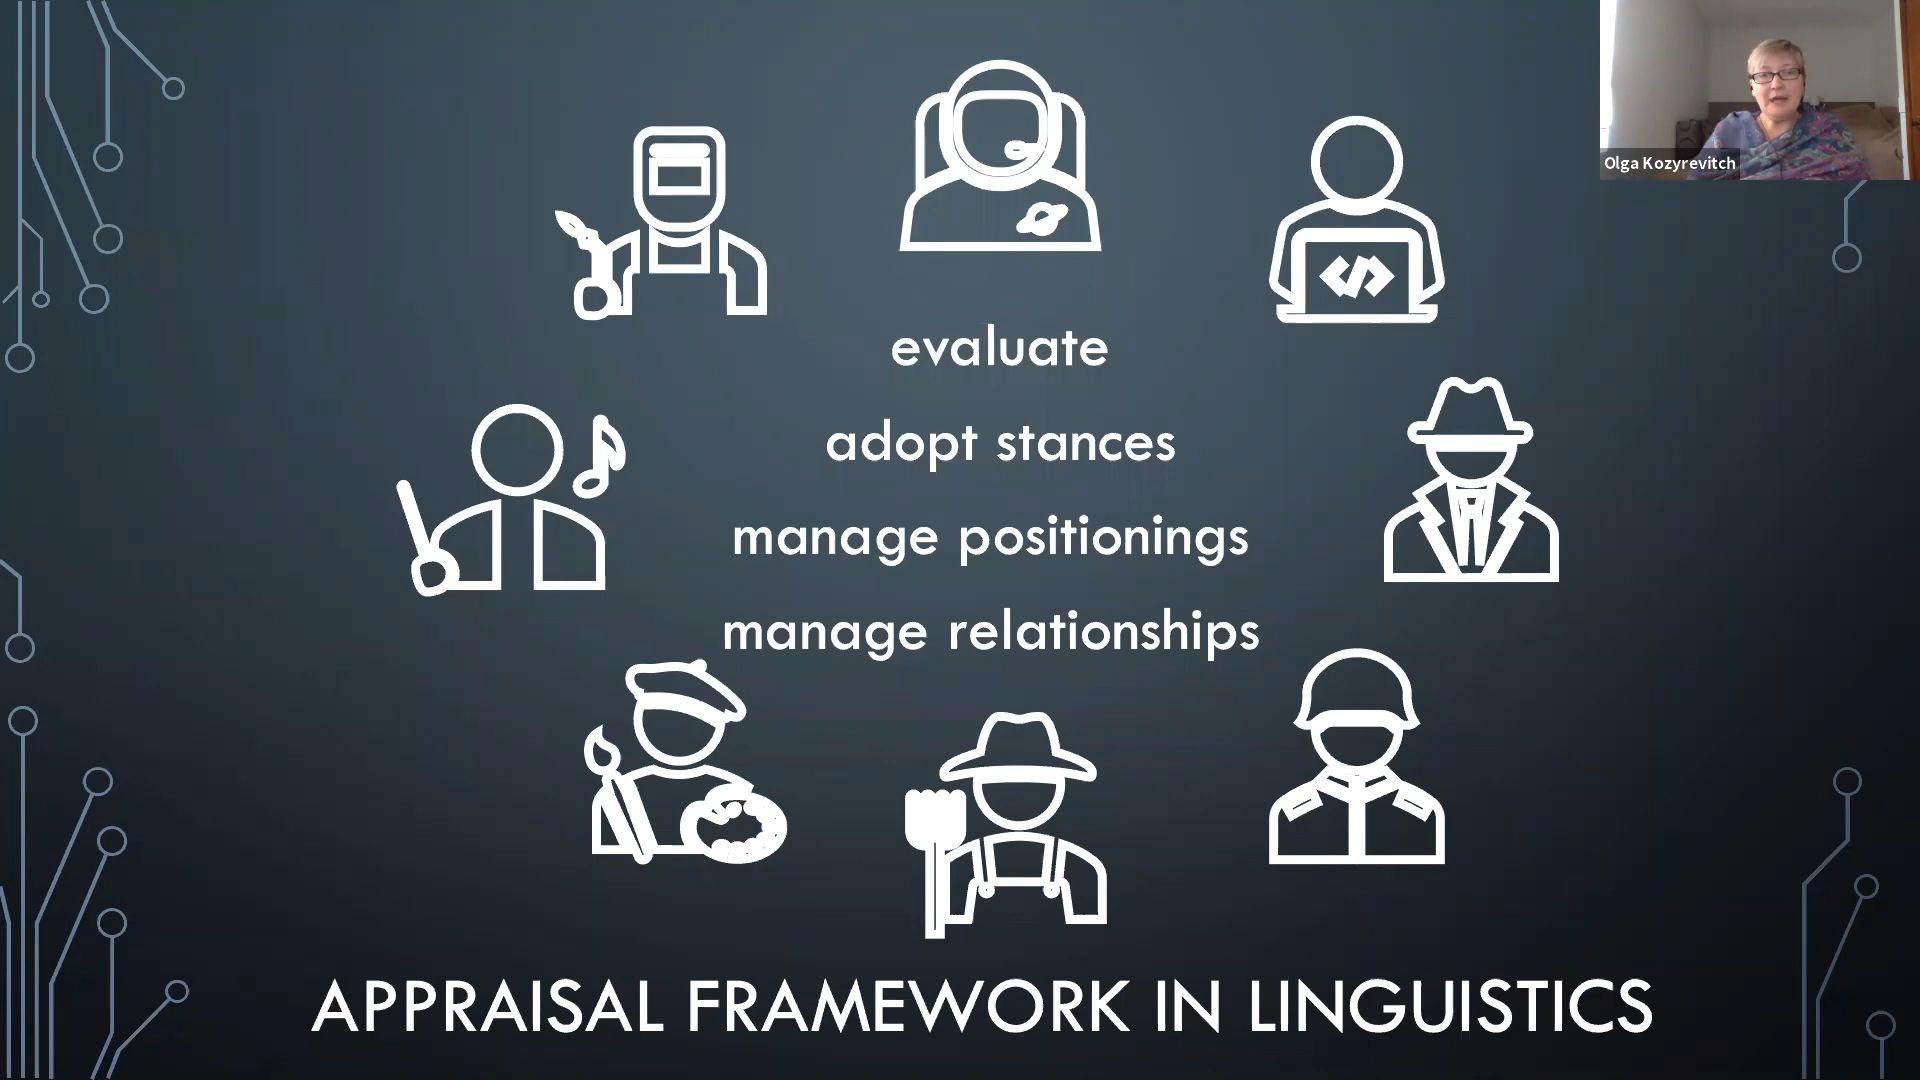 Olga Kozyrevitch
evaluate
adopt stances
manage positionings
manage relationships
APPRAISAL FRAMEWORK IN LINGUISTICS